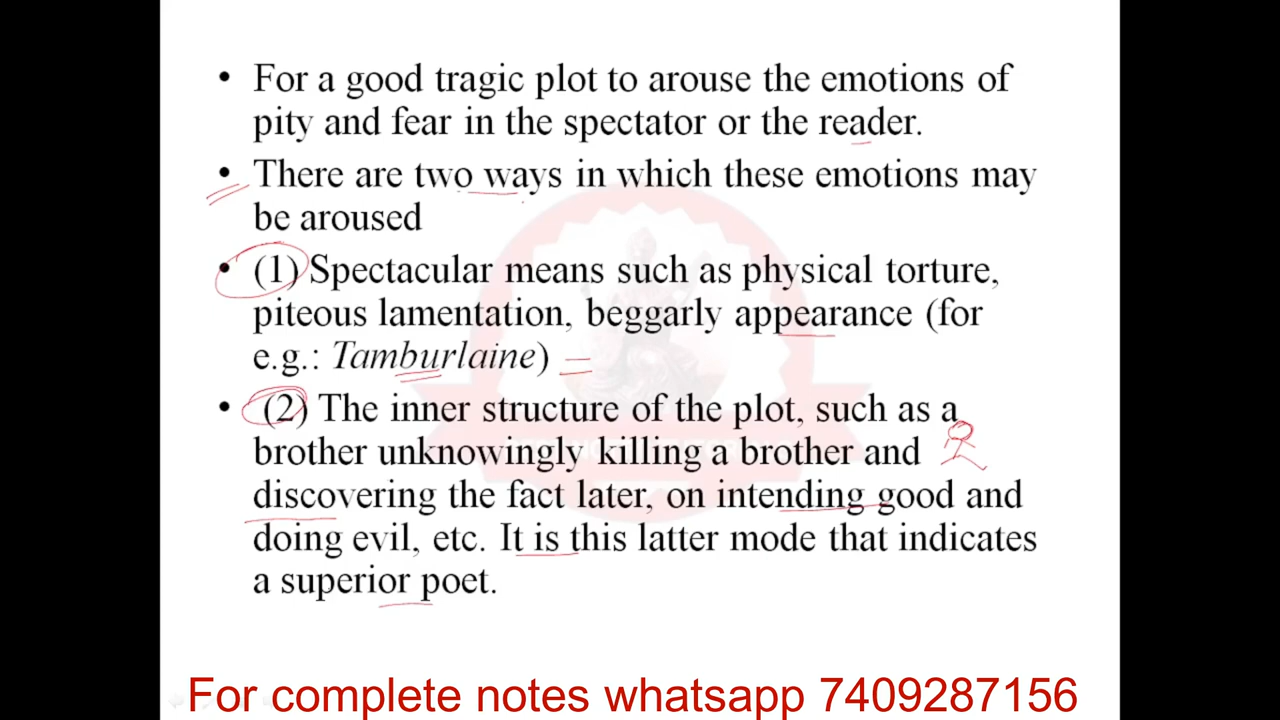 • For a good tragic plot to arouse the emotions of
pity and fear in the spectator or the reader.
• There are two ways in which these emotions may
be aroused
• (1) Spectacular means such as physical torture,
piteous lamentation, beggarly appearance (for
e.g.: Tamburlaine)
• (2) The inner structure of the plot, such as a
brother unknowingly killing a brother and
discovering the fact later, on intending good and
doing evil, etc. It is this latter mode that indicates
a superior poet.
For complete notes whatsapp 7409287156